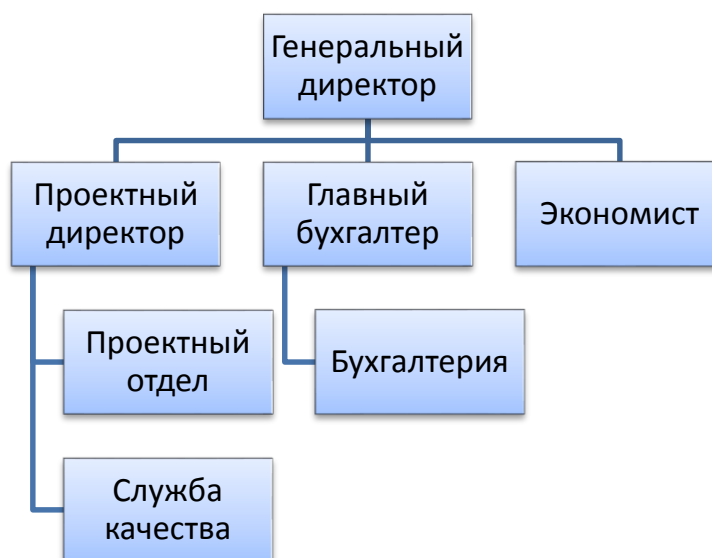 Генеральный
директор
Проектный
директор
Главный
бухгалтер
Экономист
Проектный
отдел
Бухгалтерия
Служба
качества